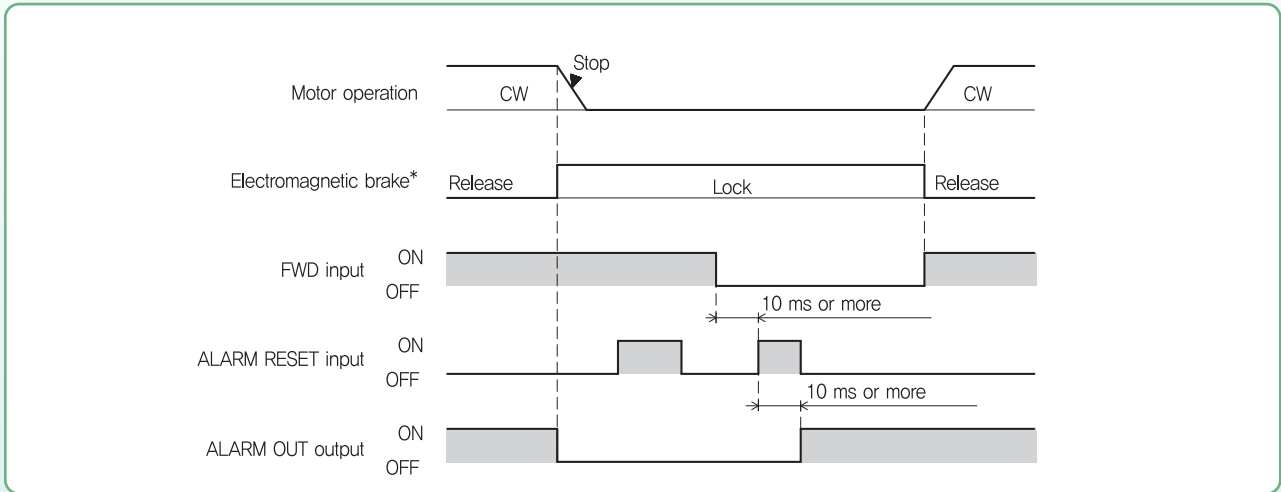 Stop
Motor operation CW CW
Electromagnetic brake* Release Lock Release
FWD input ON
OFF
10 ms or more
ALARM RESET input ON
OFF
10 ms or more
ALARM OUT output ON
OFF